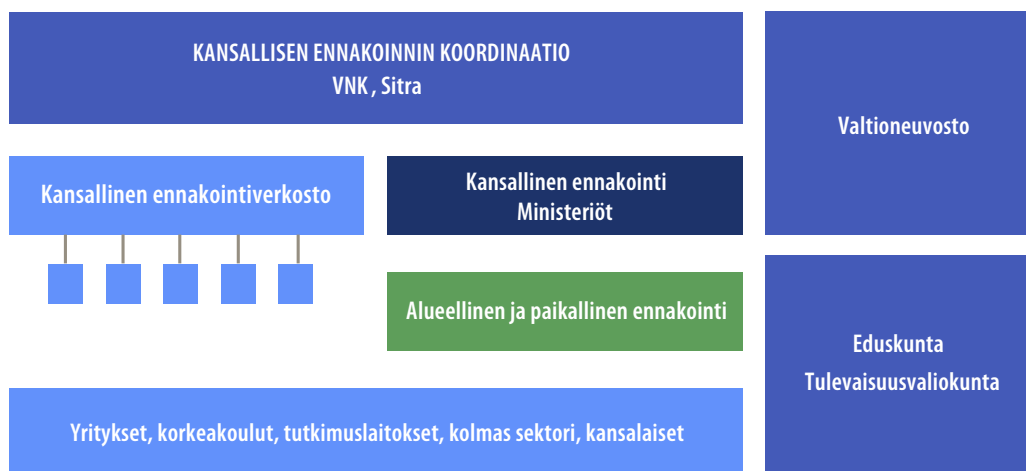 KANSALLISEN ENNAKOINNIN KOORDINAATIO
VNK , Sitra
Valtioneuvosto
Kansallinen ennakointiverkosto
Kansallinen ennakointi
Ministeriöt
Alueellinen ja paikallinen ennakointi
Eduskunta
Tulevaisuusvaliokunta
Yritykset, korkeakoulut, tutkimuslaitokset, kolmas sektori, kansalaiset